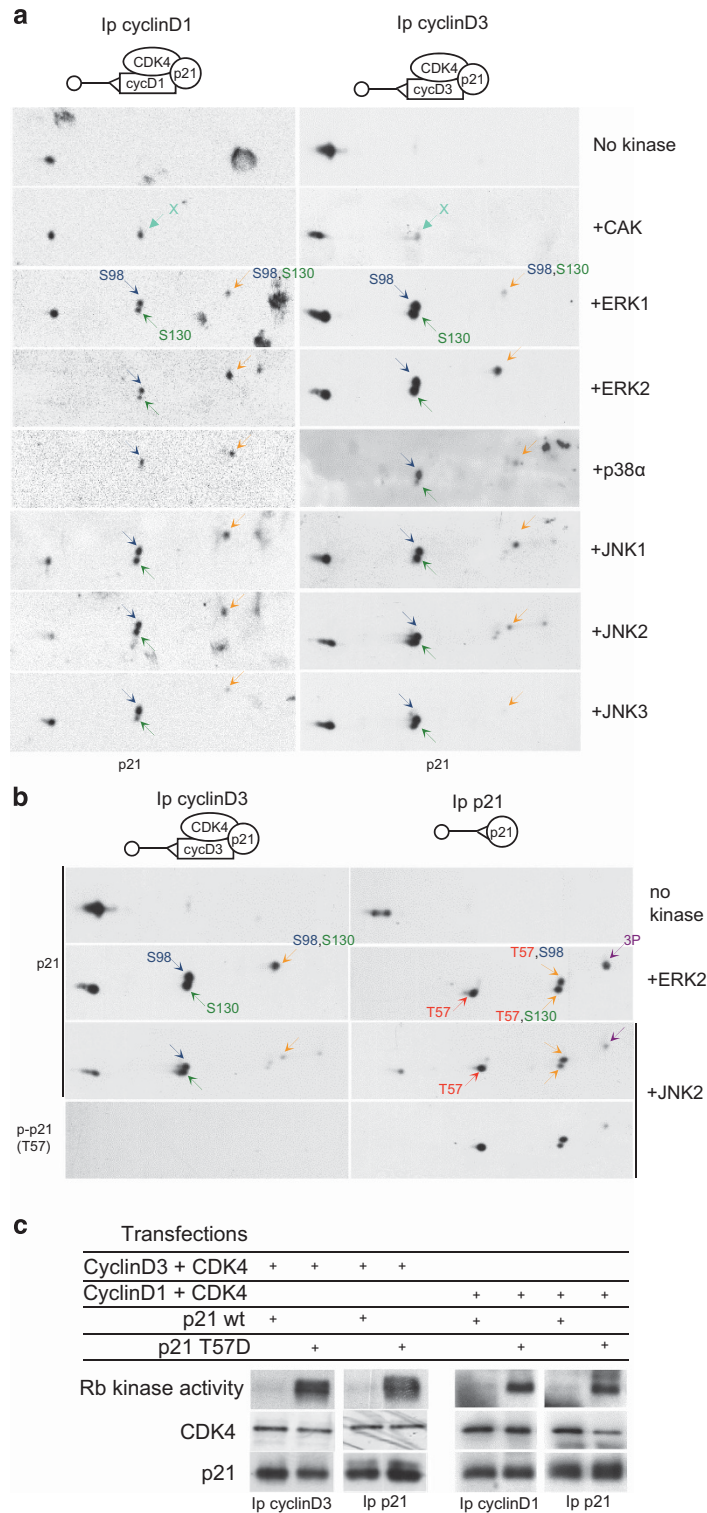 a
Ip cyclinD1
Ip cyclinD3
CDK4
p21
cycD1
CDK4
p21
cycD3
No kinase
X
X
+CAK
S98
S98,S130
S130
S98
S98,S130
S130
+ERK1
+ERK2
+p38α
+JNK1
+JNK2
+JNK3
p21
p21
b
Ip cyclinD3
Ip p21
CDK4
p21
cycD3
p21
no
kinase
p21
S98
S98,S130
S130
T57,S98
3P
T57
T57,S130
+ERK2
T57
+JNK2
p-p21
(T57)
c
Transfections
CyclinD3 + CDK4 + + + +
CyclinD1 + CDK4 + + + +
p21 wt + + + +
p21 T57D + + + +
Rb kinase activity
CDK4
p21
Ip cyclinD3 Ip p21 Ip cyclinD1 Ip p21